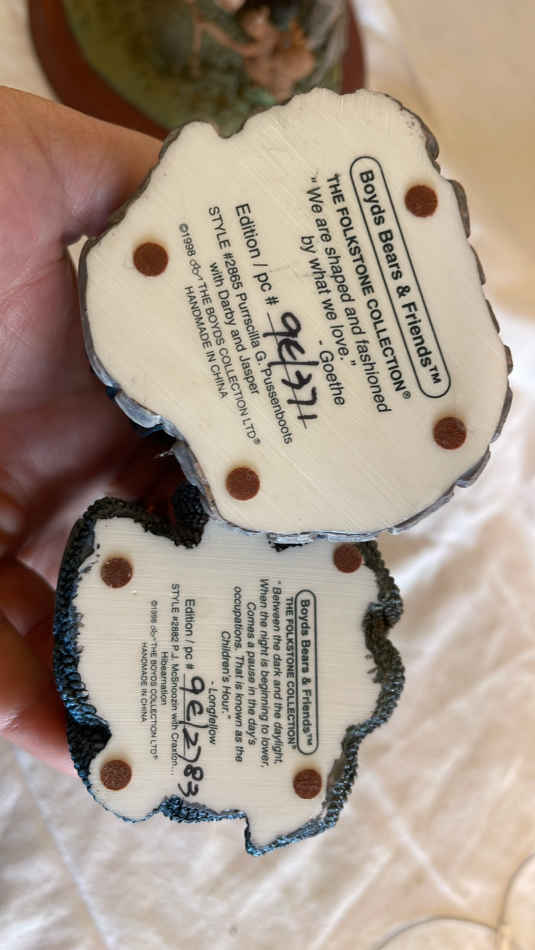 Boyds Bears & Friends™
THE FOLKSTONE COLLECTION®
"We are shaped and fashioned
by what we love."
- Goethe
Edition / pc # 9E/771
STYLE #2865 Purrscilla G. Pussenboots
with Darby and Jasper
©1998 THE BOYDS COLLECTION LTD®
HANDMADE IN CHINA
Boyds Bears & Friends™
THE FOLKSTONE COLLECTION®
"Between the dark and the daylight,
When the night is beginning to lower,
Comes a pause in the day's
occupations. That is known as the
Children's Hour."
- Longfellow
Edition / pc # 9E/2783
STYLE #2882 P.J. McSnoozin with Craxton...
Hibearnation
©1998 THE BOYDS COLLECTION LTD®
HANDMADE IN CHINA